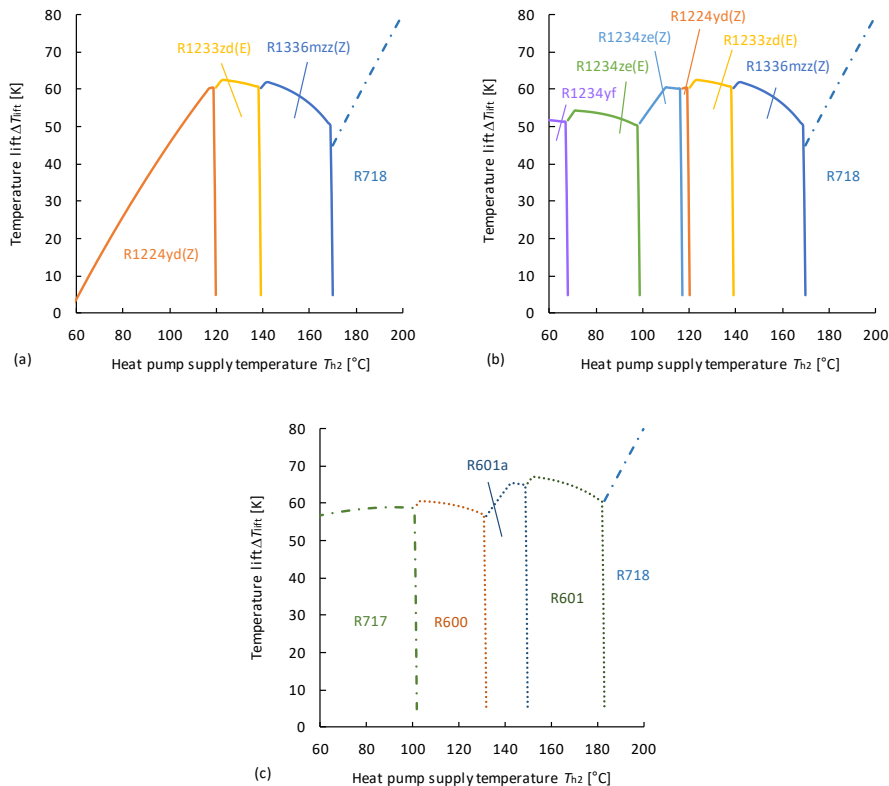 80
70
60
50
40
30
20
10
0
60 80 100 120 140 160 180 200
Temperature lift ΔTlift [K]
Heat pump supply temperature Th2 [°C]
R1233zd(E)
R1336mzz(Z)
R718
R1224yd(Z)
(a)
80
70
60
50
40
30
20
10
0
60 80 100 120 140 160 180 200
Temperature lift ΔTlift [K]
Heat pump supply temperature Th2 [°C]
R1224yd(Z)
R1234ze(Z)
R1233zd(E)
R1234ze(E)
R1336mzz(Z)
R1234yf
R718
(b)
80
70
60
50
40
30
20
10
0
60 80 100 120 140 160 180 200
Temperature lift ΔTlift [K]
Heat pump supply temperature Th2 [°C]
R601a
R718
R717
R600
R601
(c)